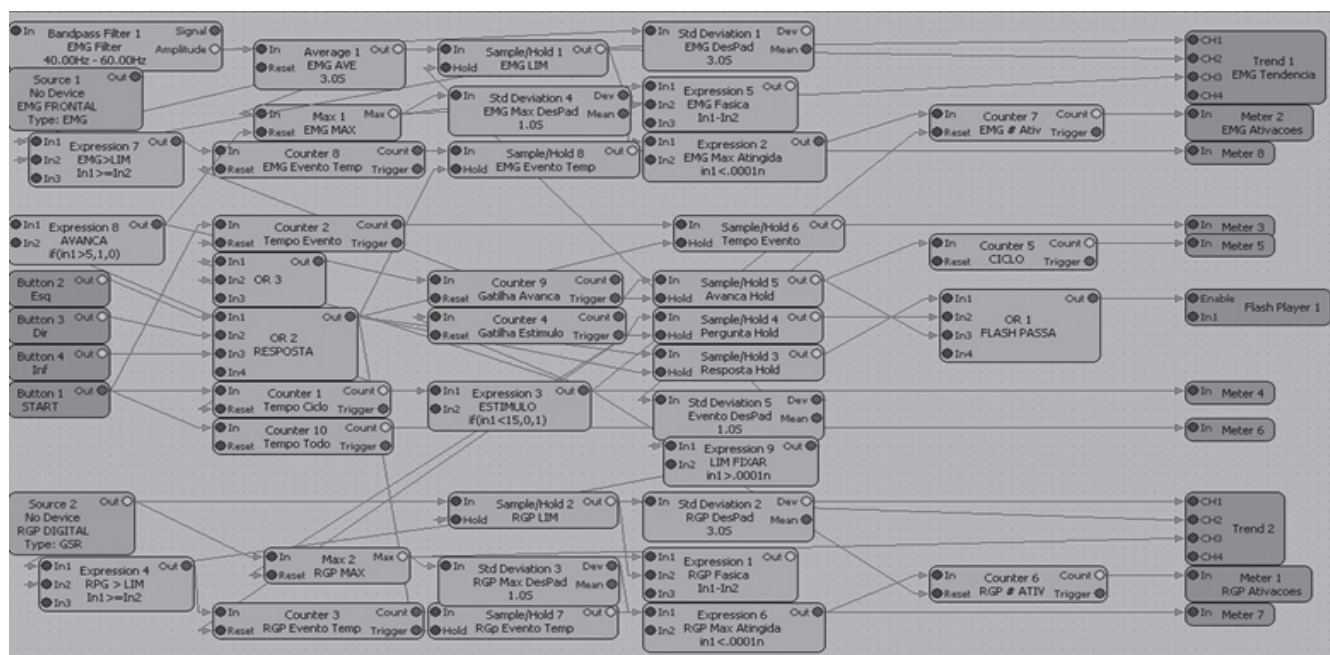 In Bandpass Filter 1 Signal
EMG Filter Amplitude
40.00Hz - 60.00Hz
Source 1 Out
No Device
EMG FRONTAL
Type: EMG
In1 Expression 7 Out
In2 EMG>LIM
In3 In1>=In2
In Average 1 Out
EMG AVE
Reset 3.0S
In Max 1 Max
Reset EMG MAX
In Counter 8 Count
Reset EMG Evento Temp Trigger
In Sample/Hold 1 Out
Hold EMG LIM
In Std Deviation 4 Dev
EMG Max DesPad Mean
1.0S
In Sample/Hold 8 Out
Hold EMG Evento Temp
In Std Deviation 1 Dev
EMG DesPad Mean
3.0S
In1 Expression 5 Out
In2 EMG Fasica
In3 In1-In2
In1 Expression 2 Out
In2 EMG Max Atingida
in1<.0001n
In Counter 7 Count
Reset EMG # Ativ Trigger
CH1
CH2 Trend 1
CH3 EMG Tendencia
CH4
In Meter 2
EMG Ativacoes
In Meter 8
In1 Expression 8 Out
In2 AVANCA
if(in1>5,1,0)
Button 2 Out
Esq
Button 3 Out
Dir
Button 4 Out
Inf
Button 1 Out
START
In Counter 2 Count
Reset Tempo Evento Trigger
In1 Out
In2 OR 3
In3
In1 Out
In2 OR 2
In3 RESPOSTA
In4
In Counter 1 Count
Reset Tempo Ciclo Trigger
In Counter 10 Count
Reset Tempo Todo Trigger
In Counter 9 Count
Reset Gatilha Avanca Trigger
In Counter 4 Count
Reset Gatilha Estimulo Trigger
In1 Expression 3 Out
In2 ESTIMULO
if(in1<15,0,1)
In Sample/Hold 6 Out
Hold Tempo Evento
In Sample/Hold 5 Out
Hold Avanca Hold
In Sample/Hold 4 Out
Hold Pergunta Hold
In Sample/Hold 3 Out
Hold Resposta Hold
In Std Deviation 5 Dev
Evento DesPad Mean
1.0S
In1 Expression 9 Out
In2 LIM FIXAR
in1>.0001n
In Counter 5 Count
Reset CICLO Trigger
In1 Out
In2 OR 1
In3 FLASH PASSA
In4
In Meter 3
In Meter 5
Enable Flash Player 1
In1
In Meter 4
In Meter 6
Source 2 Out
No Device
RGP DIGITAL
Type: GSR
In1 Expression 4 Out
In2 RPG > LIM
In3 In1>=In2
In Max 2 Max
Reset RGP MAX
In Counter 3 Count
Reset RGP Evento Temp Trigger
In Sample/Hold 2 Out
Hold RGP LIM
In Std Deviation 3 Dev
RGP Max DesPad Mean
1.0S
In Sample/Hold 7 Out
Hold RGp Evento Temp
In Std Deviation 2 Dev
RGP DesPad Mean
3.0S
In1 Expression 1 Out
In2 RGP Fasica
In3 In1-In2
In1 Expression 6 Out
In2 RGP Max Atingida
in1<.0001n
In Counter 6 Count
Reset RGP # ATIV Trigger
CH1
CH2 Trend 2
CH3
CH4
In Meter 1
RGP Ativacoes
In Meter 7